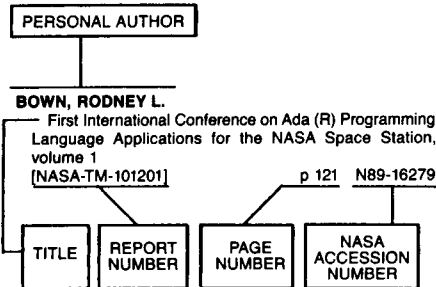 PERSONAL AUTHOR
BOWN, RODNEY L.
First International Conference on Ada (R) Programming
Language Applications for the NASA Space Station,
volume 1
[NASA-TM-101201] p 121 N89-16279
TITLE
REPORT
NUMBER
PAGE
NUMBER
NASA
ACCESSION
NUMBER